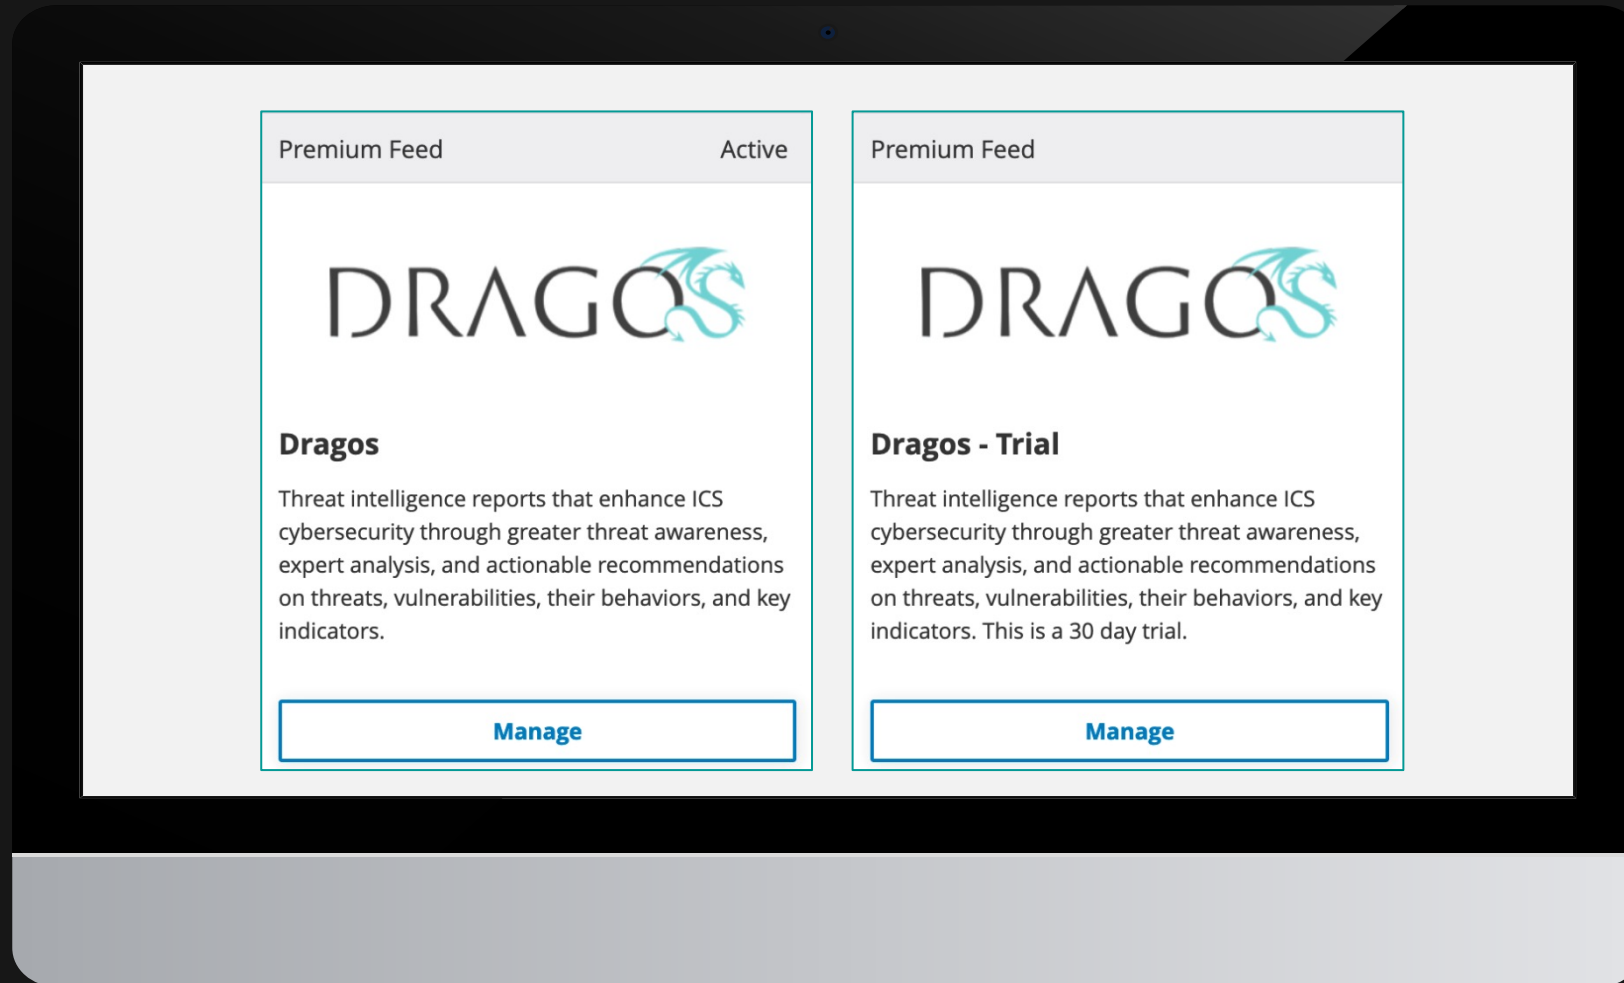 Premium Feed Active
DRAGOS
Dragos
Threat intelligence reports that enhance ICS
cybersecurity through greater threat awareness,
expert analysis, and actionable recommendations
on threats, vulnerabilities, their behaviors, and key
indicators.
Manage
Premium Feed
DRAGOS
Dragos - Trial
Threat intelligence reports that enhance ICS
cybersecurity through greater threat awareness,
expert analysis, and actionable recommendations
on threats, vulnerabilities, their behaviors, and key
indicators. This is a 30 day trial.
Manage